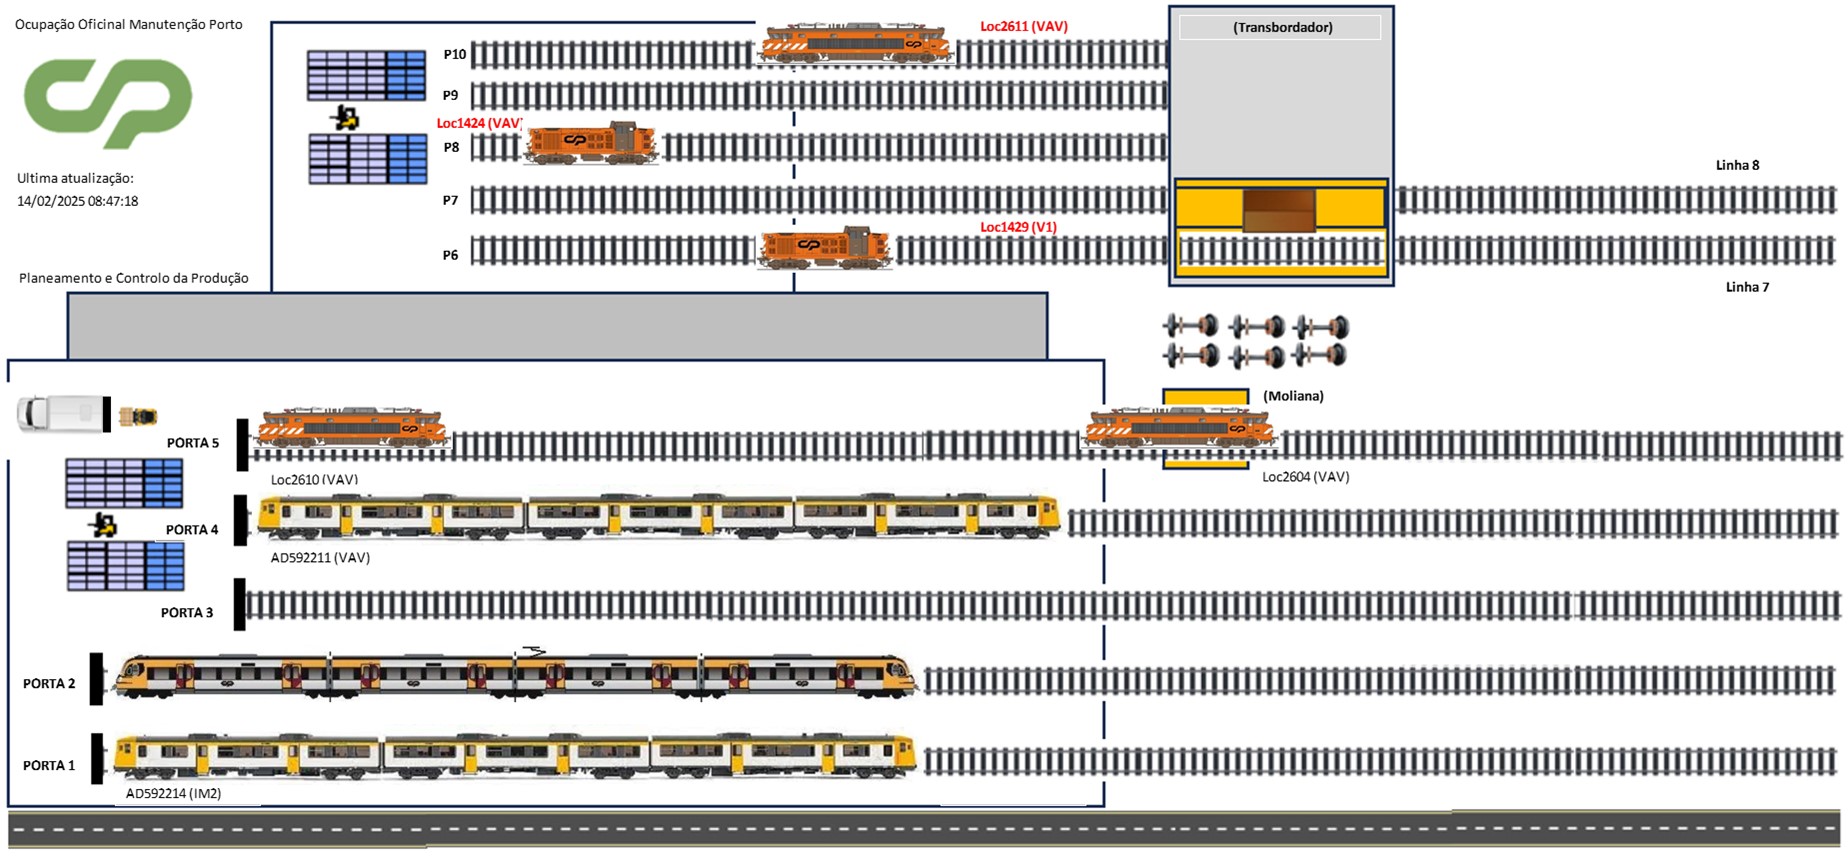 Ocupação Oficinal Manutenção Porto
Ultima atualização:
14/02/2025 08:47:18
Planeamento e Controlo da Produção
P10
Loc2611 (VAV)
(Transbordador)
P9
Loc1424 (VAV)
P8
Linha 8
P7
Loc1429 (V1)
P6
Linha 7
(Moliana)
PORTA 5
Loc2610 (VAV)
Loc2604 (VAV)
PORTA 4
AD592211 (VAV)
PORTA 3
PORTA 2
PORTA 1
AD592214 (IM2)